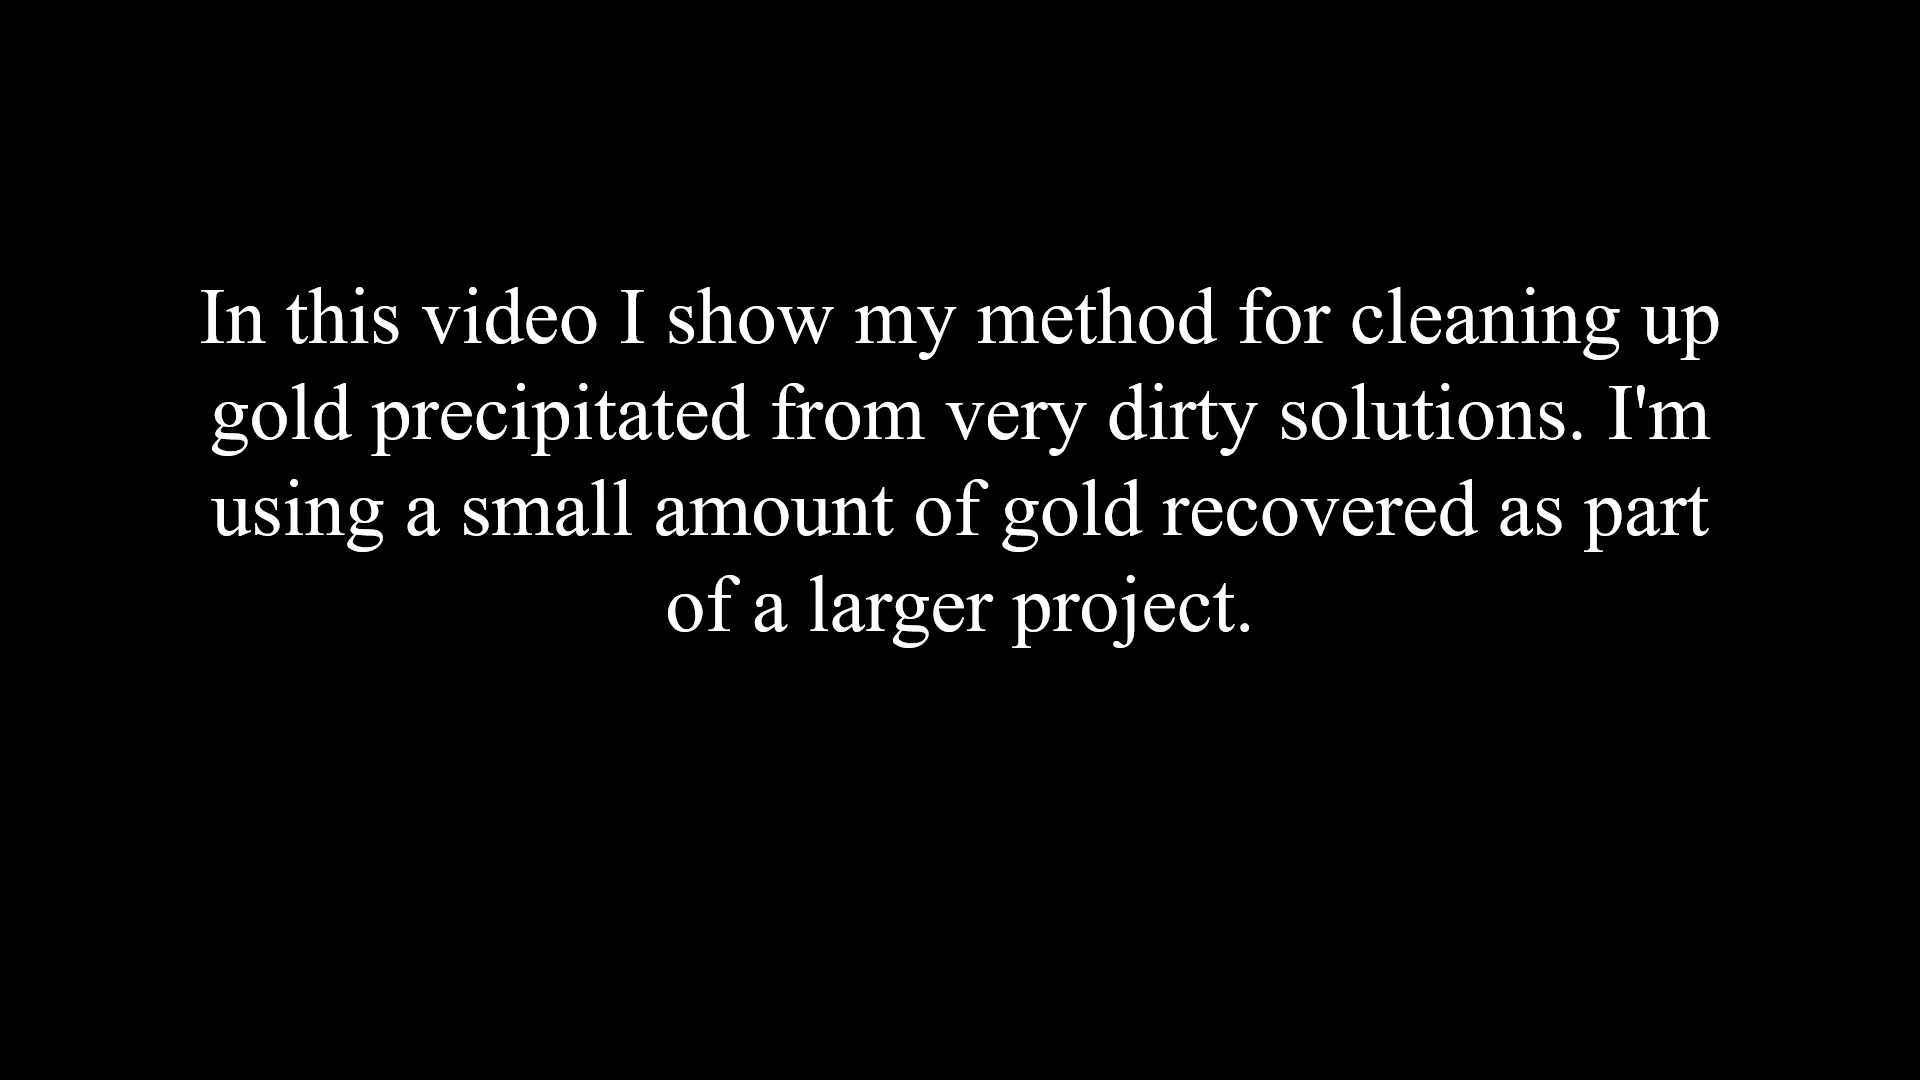 In this video I show my method for cleaning up
gold precipitated from very dirty solutions. I'm
using a small amount of gold recovered as part
of a larger project.